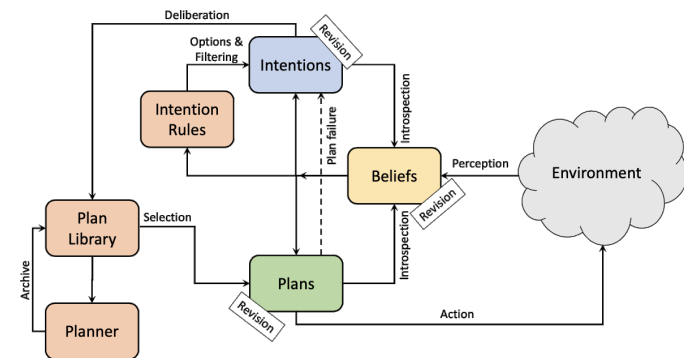 Deliberation
Options &
Filtering
Revision
Intentions
Intention
Rules
Plan failure
Introspection
Beliefs
Perception
Environment
Revision
Plan
Library
Selection
Introspection
Plans
Revision
Archive
Planner
Action